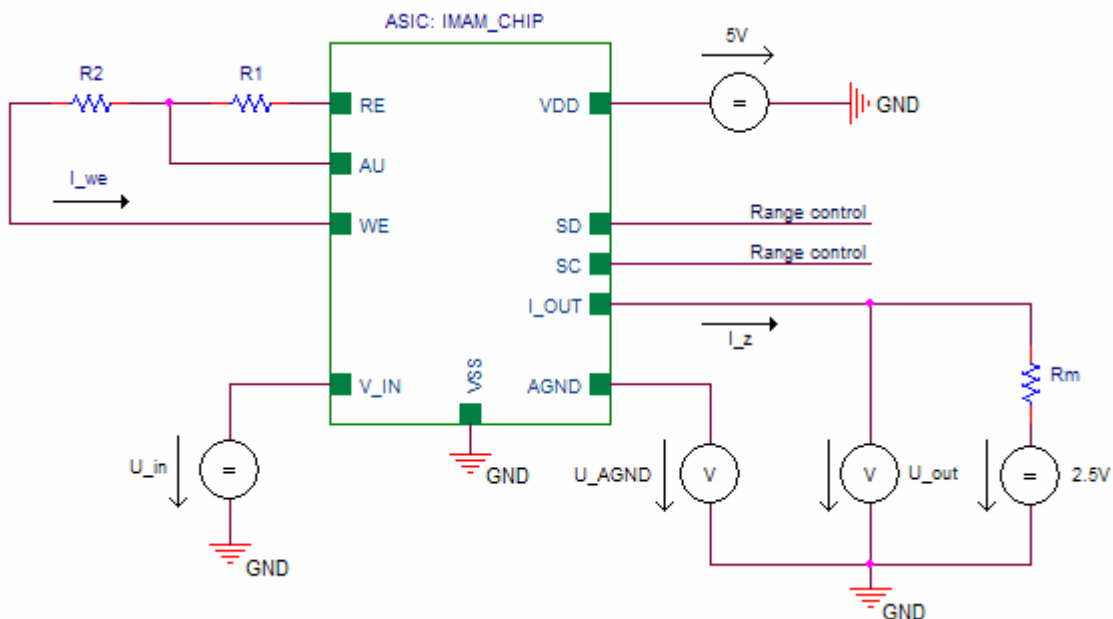 ASIC: IMAM_CHIP
5V
R2
R1
RE
VDD
GND
AU
I_we
WE
SD
Range control
SC
Range control
I_OUT
I_z
VSS
V_IN
AGND
Rm
U_in
GND
U_AGND
V
V
U_out
2.5V
GND
GND